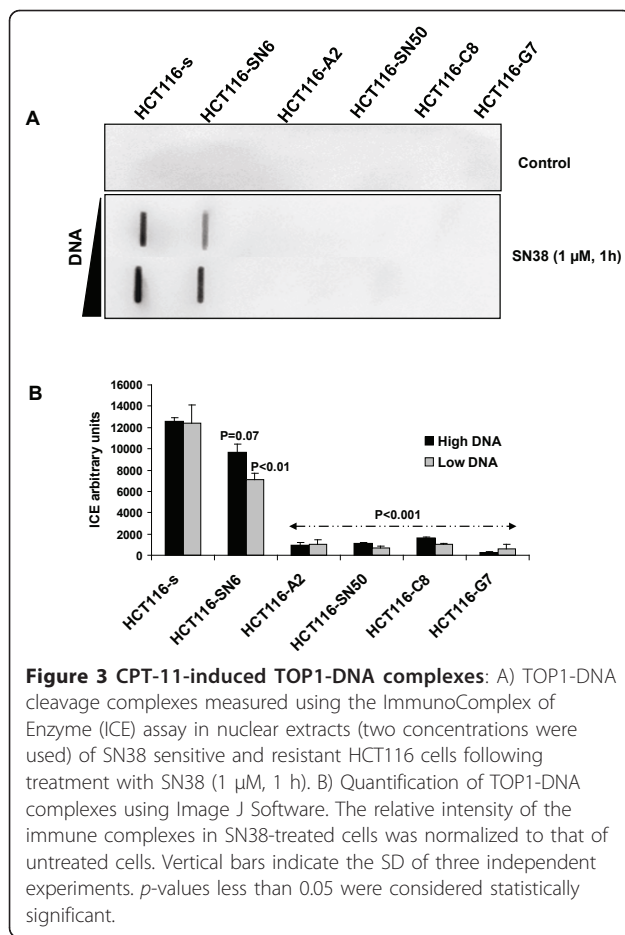 HCT116-s HCT116-SN6 HCT116-A2 HCT116-SN50 HCT116-C8 HCT116-G7
A
Control
DNA
SN38 (1 µM, 1h)
B
16000
14000
12000
10000
8000
6000
4000
2000
0
ICE arbitrary units
P=0.07
P<0.01
P<0.001
High DNA
Low DNA
HCT116-s HCT116-SN6 HCT116-A2 HCT116-SN50 HCT116-C8 HCT116-G7
Figure 3 CPT-11-induced TOP1-DNA complexes: A) TOP1-DNA
cleavage complexes measured using the ImmunoComplex of
Enzyme (ICE) assay in nuclear extracts (two concentrations were
used) of SN38 sensitive and resistant HCT116 cells following
treatment with SN38 (1 µM, 1 h). B) Quantification of TOP1-DNA
complexes using Image J Software. The relative intensity of the
immune complexes in SN38-treated cells was normalized to that of
untreated cells. Vertical bars indicate the SD of three independent
experiments. p-values less than 0.05 were considered statistically
significant.